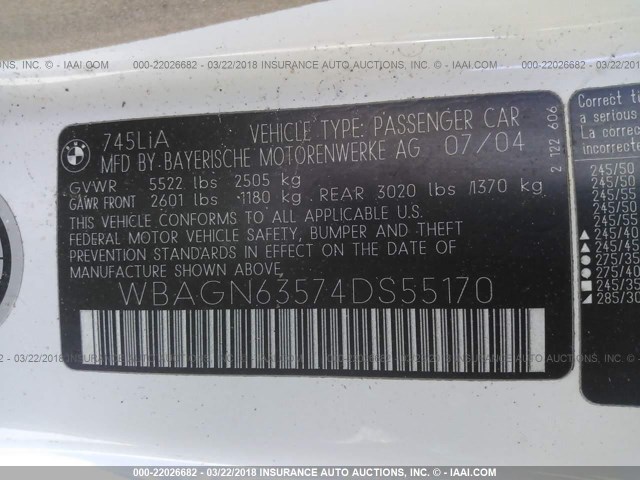 000-22026682 - 03/22/2018 INSURANCE AUTO AUCTIONS, INC. © - IAAI.COM
BMW
745LiA VEHICLE TYPE: PASSENGER CAR
MFD BY-BAYERISCHE MOTORENWERKE AG 07/04
GVWR 5522 lbs 2505 kg
GAWR FRONT 2601 lbs 1180 kg REAR 3020 lbs 1370 kg
THIS VEHICLE CONFORMS TO ALL APPLICABLE U.S.
FEDERAL MOTOR VEHICLE SAFETY, BUMPER AND THEFT
PREVENTION STANDARDS IN EFFECT ON THE DATE OF
MANUFACTURE SHOWN ABOVE.
WBAGN63574DS55170
2 122 606
Correct ti
a serious
La correc
245/50
245/50
245/55
245/50
245/50
245/55
245/40
245/45
275/35
275/40
245/35
285/30
000-22026682 - 03/22/2018 INSURANCE AUTO AUCTIONS, INC. © - IAAI.COM